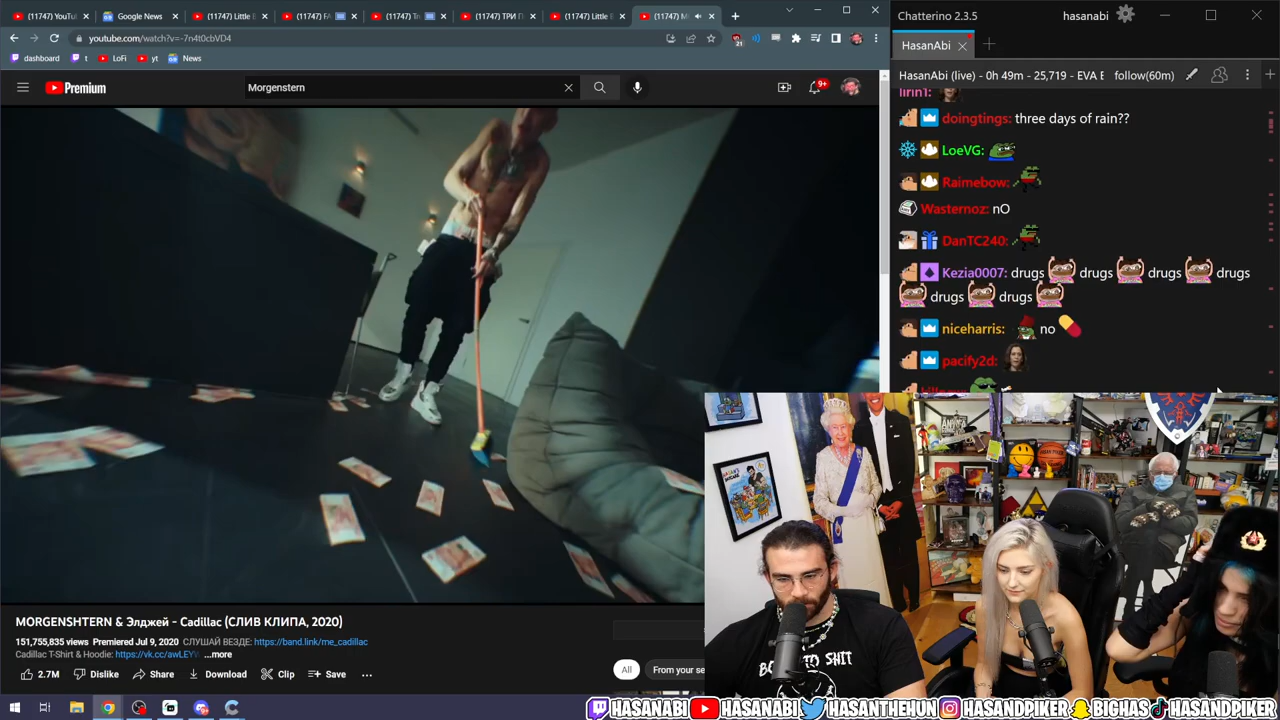 (11747) YouTu
Google News
(11747) Little E
(11747) FA
(11747) Tri
(11747) ТРИ П
(11747) Little E
(11747) M
youtube.com/watch?v=-7n4t0cbVD4
21
dashboard
t
LoFi
yt
News
Premium
Morgenstern
9+
MORGENSHTERN & Элджей - Cadillac (СЛИВ КЛИПА, 2020)
151,755,835 views Premiered Jul 9, 2020 СЛУШАЙ ВЕЗДЕ: https://band.link/me_cadillac
Cadillac T-Shirt & Hoodie: https://vk.cc/awLEY ...more
2.7M
Dislike
Share
Download
Clip
Save
All
From your se
Chatterino 2.3.5
hasanabi
HasanAbi
HasanAbi (live) - 0h 49m - 25,719 - EVA E
follow(60m)
lirin1:
doingtings: three days of rain??
LoeVG:
Raimebow:
Wasternoz: nO
DanTC240:
Kezia0007: drugs drugs drugs drugs
drugs drugs
niceharris: no
pacify2d:
HASANABI
HASANABI
HASANTHEHUN
HASANDPIKER
BIGHAS
HASANDPIKER